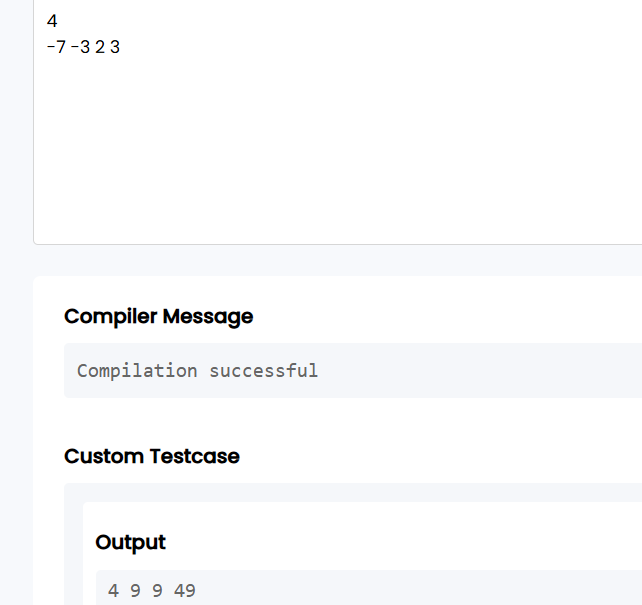 4
-7 -3 2 3
Compiler Message
Compilation successful
Custom Testcase
Output
4 9 9 49